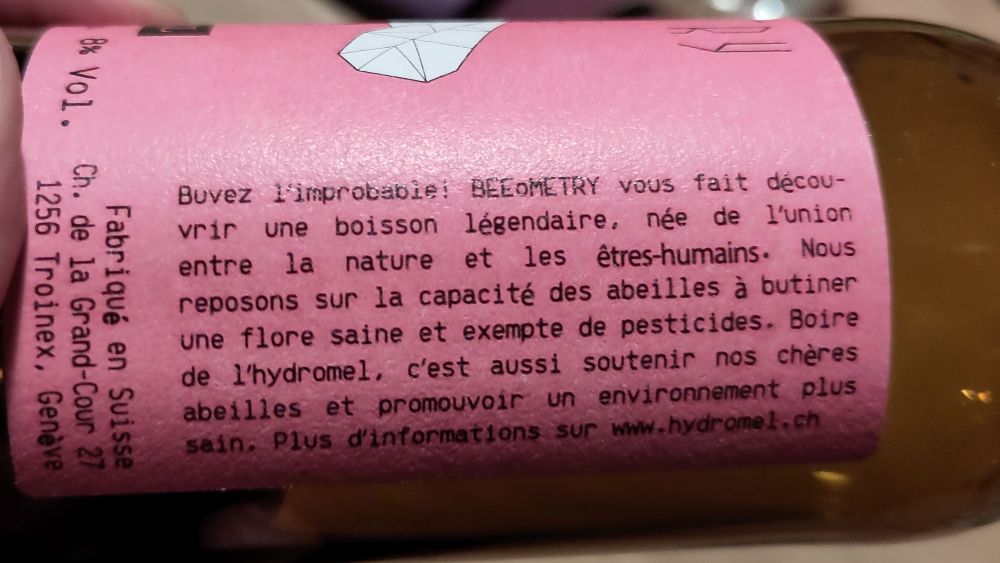 Buvez l'improbable! BEEoMETRY vous fait décou-
vrir une boisson légendaire, née de l'union
entre la nature et les êtres-humains. Nous
reposons sur la capacité des abeilles à butiner
une flore saine et exempte de pesticides. Boire
de l'hydromel, c'est aussi soutenir nos chères
abeilles et promouvoir un environnement plus
sain. Plus d'informations sur www.hydromel.ch
8% Vol.
Fabriqué en Suisse
Ch. de la Grand-Cour 27
1256 Troinex, Genève